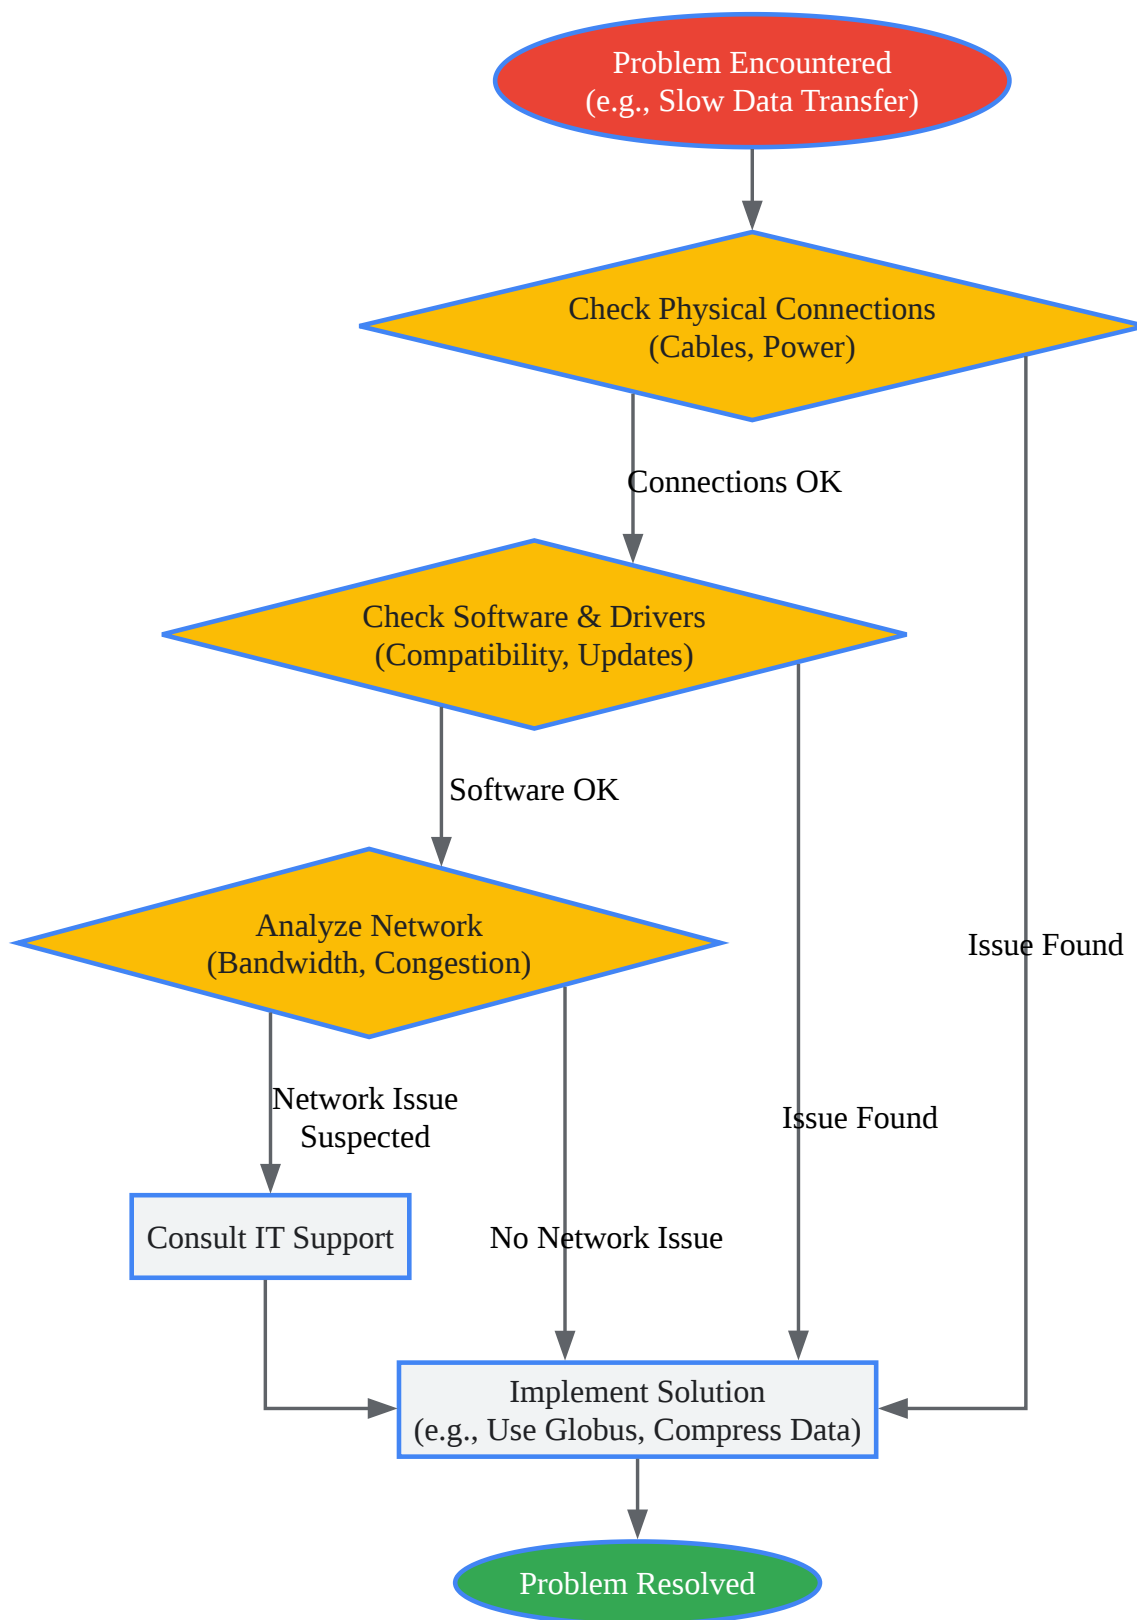 Problem Encountered
(e.g., Slow Data Transfer)
Check Physical Connections
(Cables, Power)
Connections OK
Check Software & Drivers
(Compatibility, Updates)
Software OK
Analyze Network
(Bandwidth, Congestion)
Issue Found
Network Issue
Suspected
Issue Found
Consult IT Support
No Network Issue
Implement Solution
(e.g., Use Globus, Compress Data)
Problem Resolved